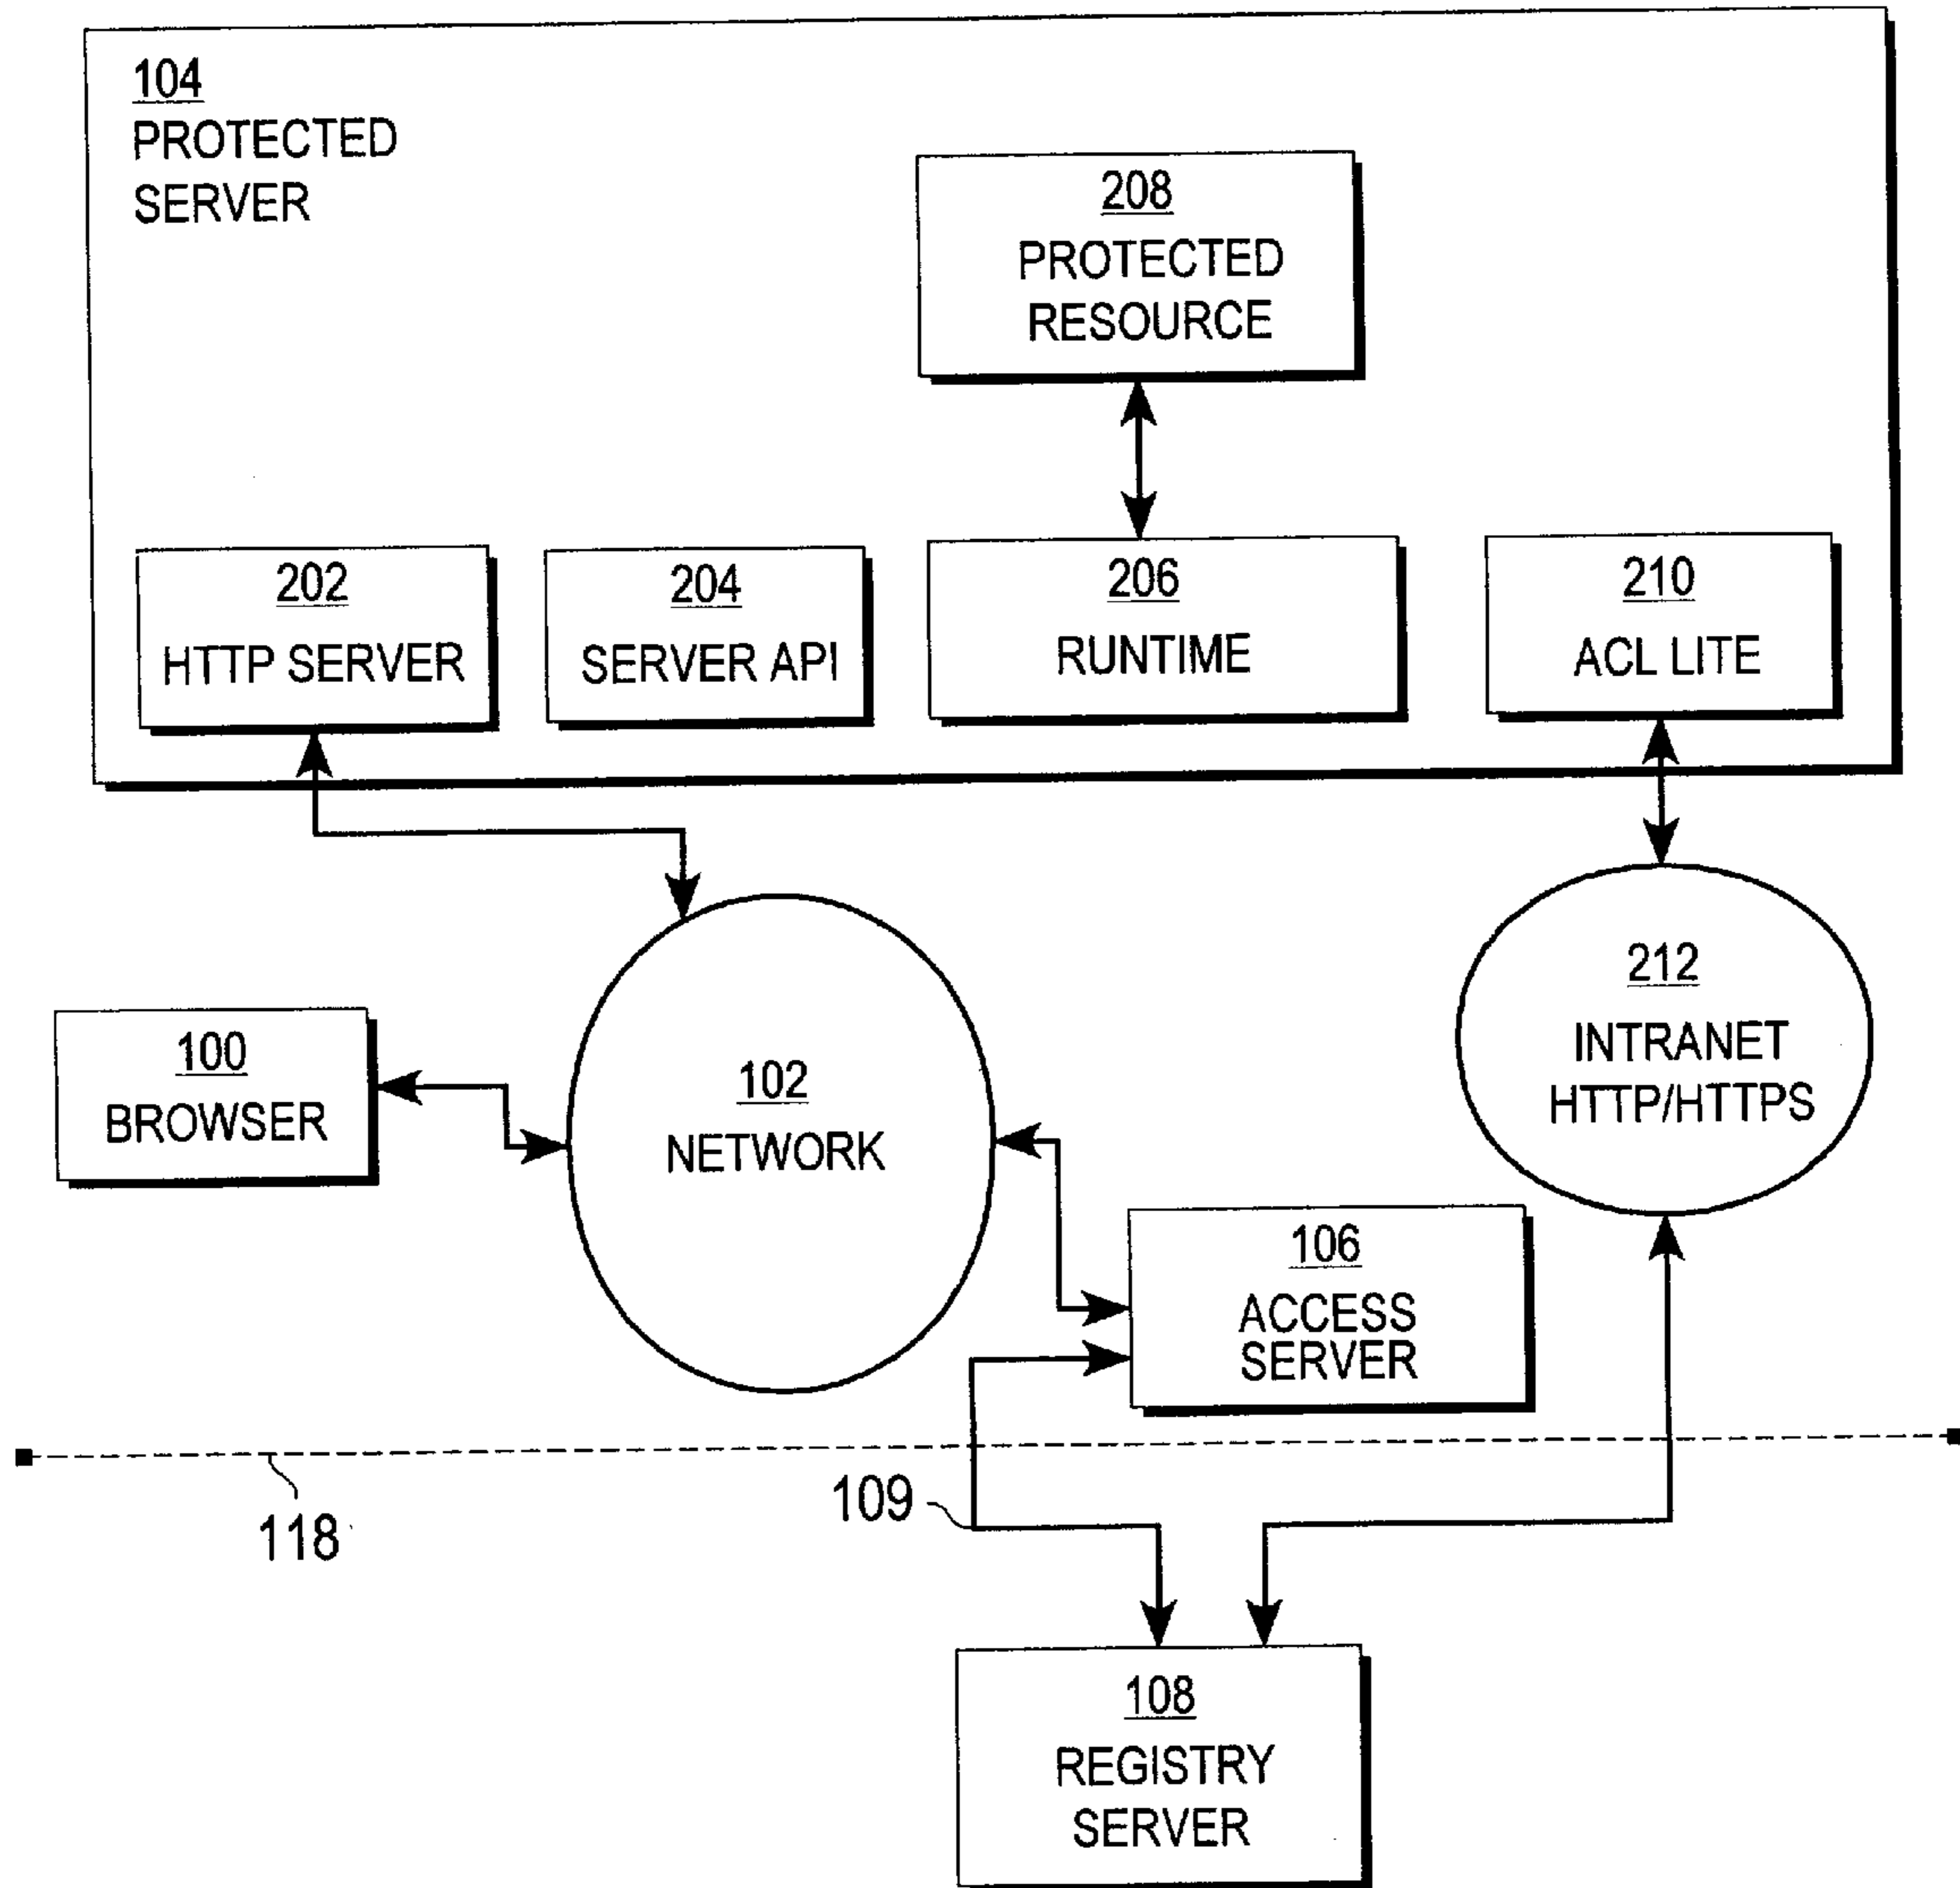 104
PROTECTED
SERVER
208
PROTECTED
RESOURCE
202
HTTP SERVER
204
SERVER API
206
RUNTIME
210
ACL LITE
212
INTRANET
HTTP/HTTPS
100
BROWSER
102
NETWORK
106
ACCESS
SERVER
118
109
108
REGISTRY
SERVER